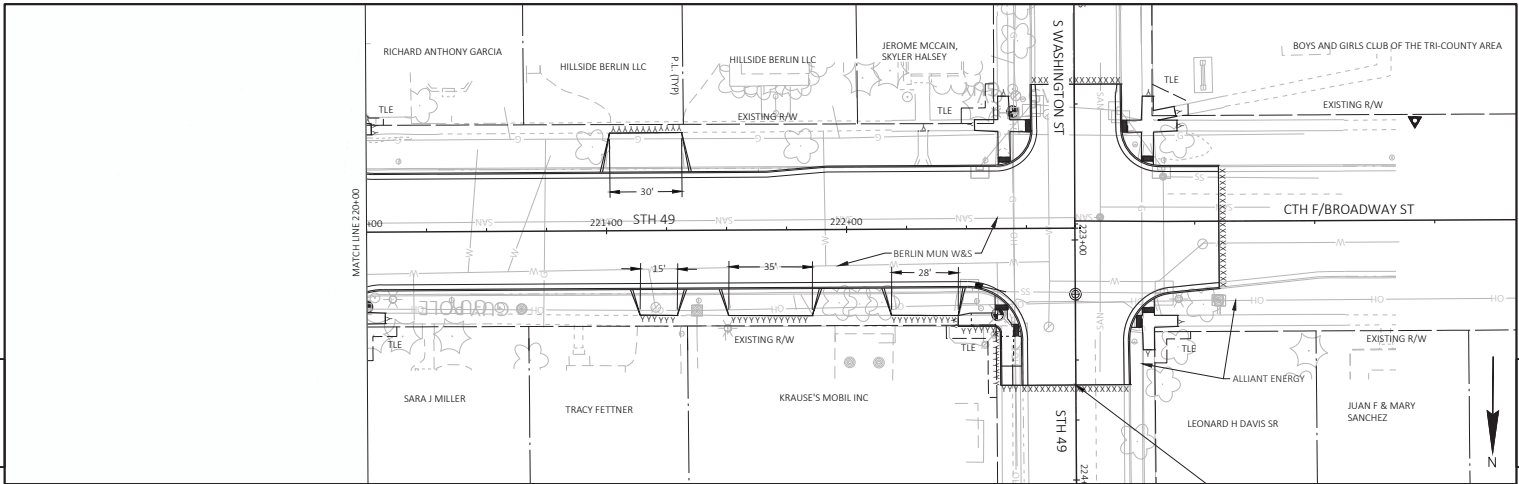 RICHARD ANTHONY GARCIA
HILLSIDE BERLIN LLC
P.L. (TYP)
HILLSIDE BERLIN LLC
JEROME MCCAIN,
SKYLER HALSEY
S WASHINGTON ST
BOYS AND GIRLS CLUB OF THE TRI-COUNTY AREA
TLE
TLE
TLE
EXISTING R/W
EXISTING R/W
30'
MATCH LINE 220+00
+00
221+00
STH 49
222+00
223+00
CTH F/BROADWAY ST
BERLIN MUN W&S
15'
35'
28'
GUYPOLE
TLE
EXISTING R/W
TLE
TLE
EXISTING R/W
ALLIANT ENERGY
SARA J MILLER
TRACY FETTNER
KRAUSE'S MOBIL INC
STH 49
LEONARD H DAVIS SR
JUAN F & MARY
SANCHEZ
N